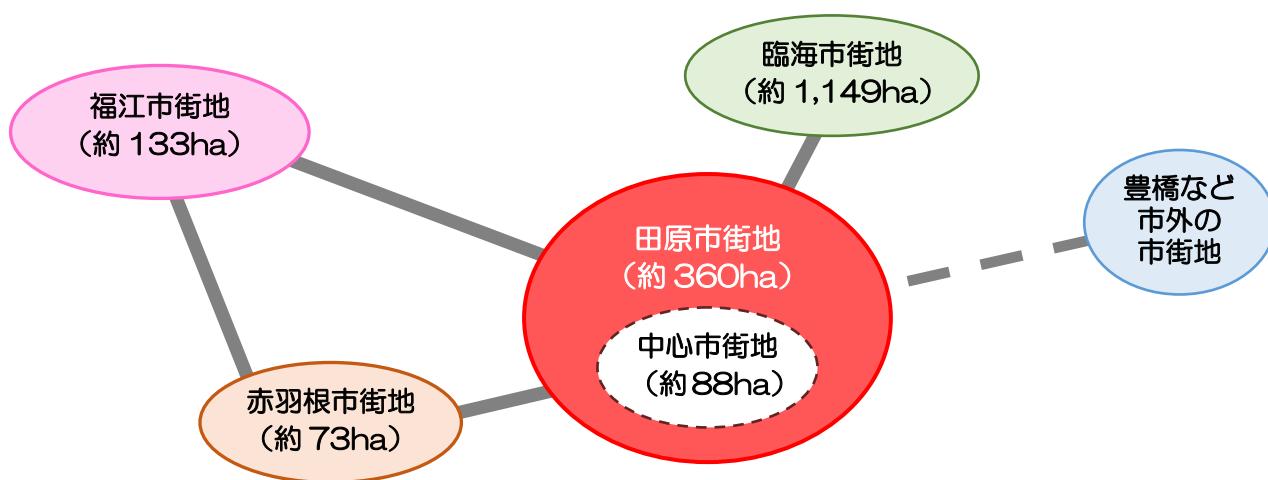 臨海市街地
（約 1,149ha）
福江市街地
（約 133ha）
豊橋など
市外の
市街地
田原市街地
（約 360ha）
中心市街地
（約 88ha）
赤羽根市街地
（約 73ha）